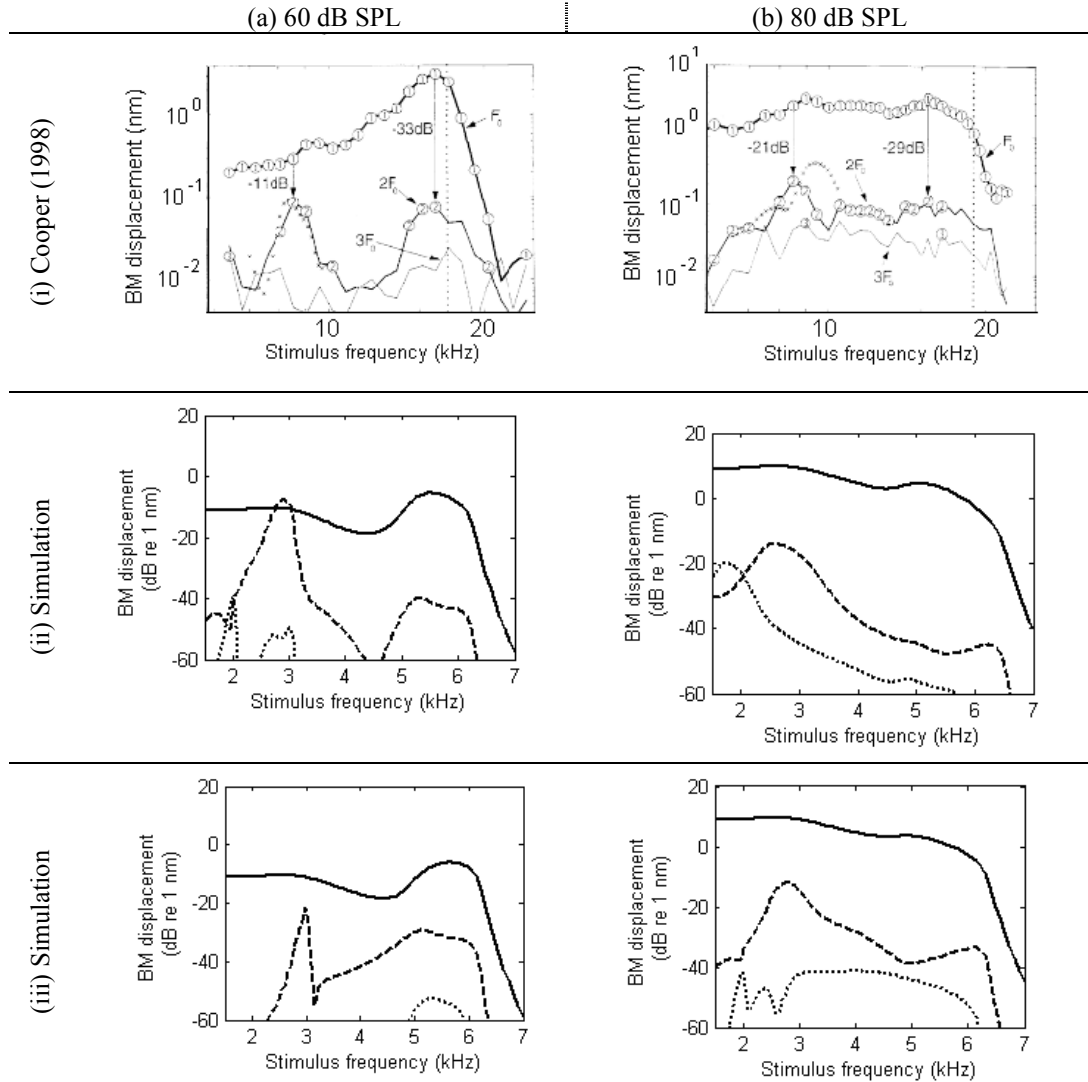 (a) 60 dB SPL
(b) 80 dB SPL
(i) Cooper (1998)
BM displacement (nm)
10⁰
10⁻¹
10⁻²
-33dB
-11dB
F₀
2F₀
3F₀
10
20
Stimulus frequency (kHz)
BM displacement (nm)
10¹
10⁰
10⁻¹
10⁻²
-21dB
-29dB
F₀
2F₀
3F₀
10
20
Stimulus frequency (kHz)
(ii) Simulation
BM displacement
(dB re 1 nm)
20
0
-20
-40
-60
2 3 4 5 6 7
Stimulus frequency (kHz)
BM displacement
(dB re 1 nm)
20
0
-20
-40
-60
2 3 4 5 6 7
Stimulus frequency (kHz)
(iii) Simulation
BM displacement
(dB re 1 nm)
20
0
-20
-40
-60
2 3 4 5 6 7
Stimulus frequency (kHz)
BM displacement
(dB re 1 nm)
20
0
-20
-40
-60
2 3 4 5 6 7
Stimulus frequency (kHz)